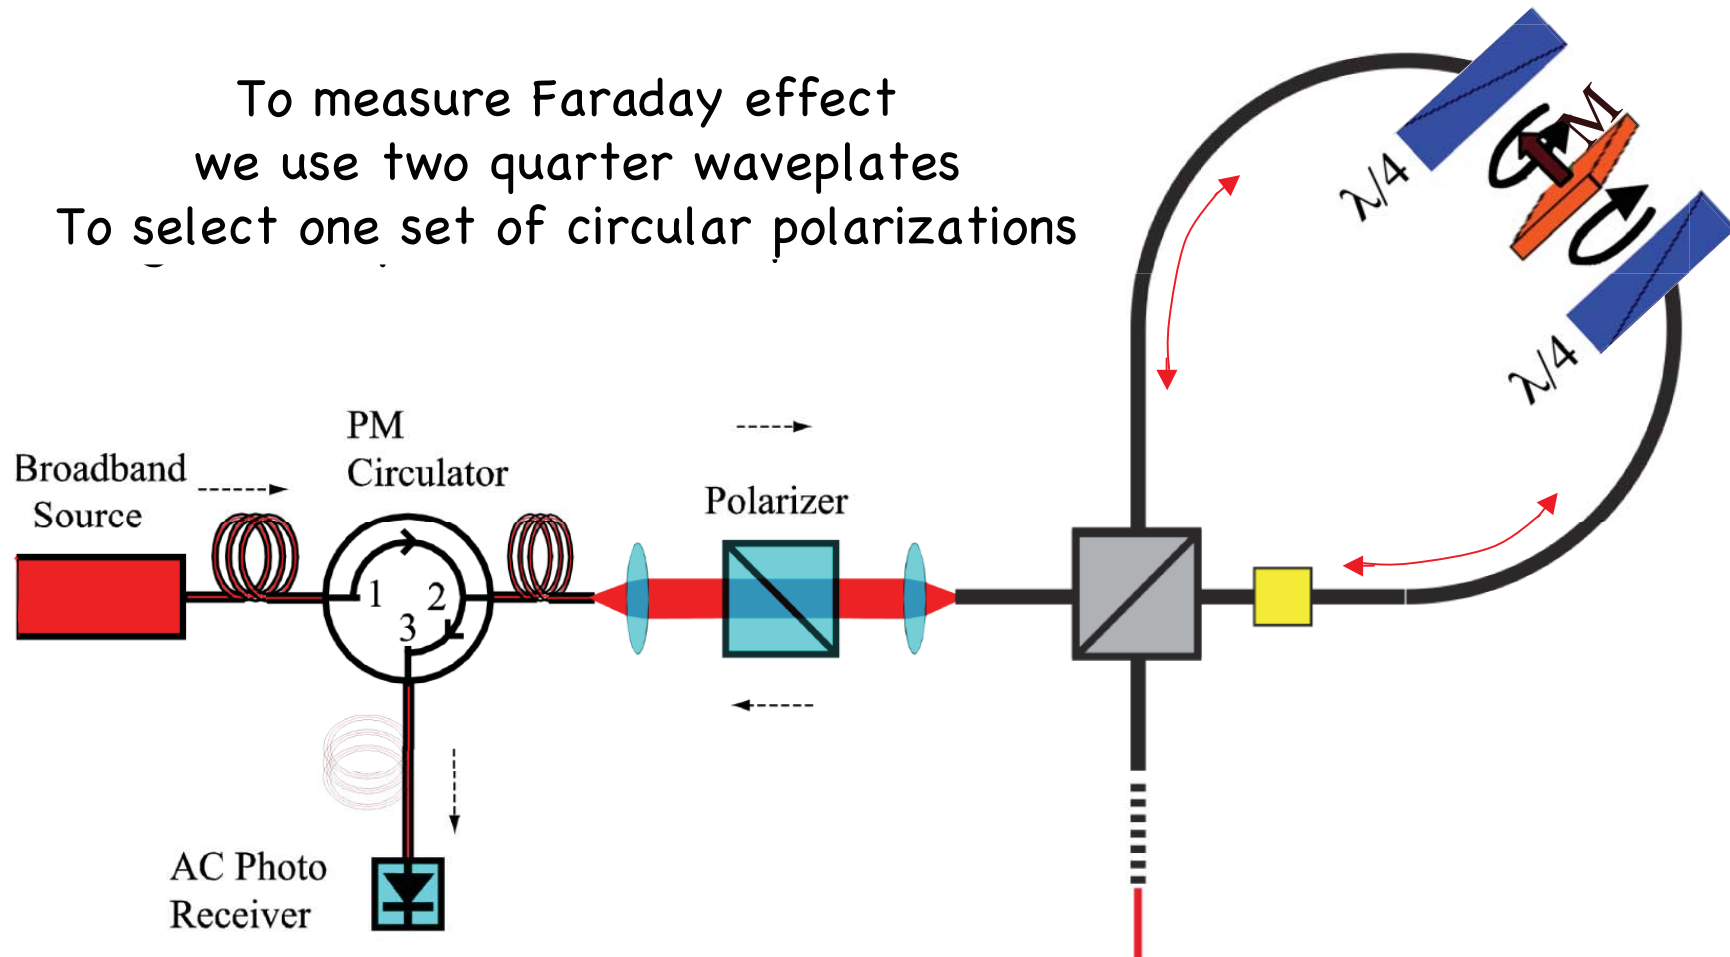 To measure Faraday effect
we use two quarter waveplates
To select one set of circular polarizations
M
λ/4
λ/4
PM
Circulator
Broadband
Source
Polarizer
1
2
3
AC Photo
Receiver